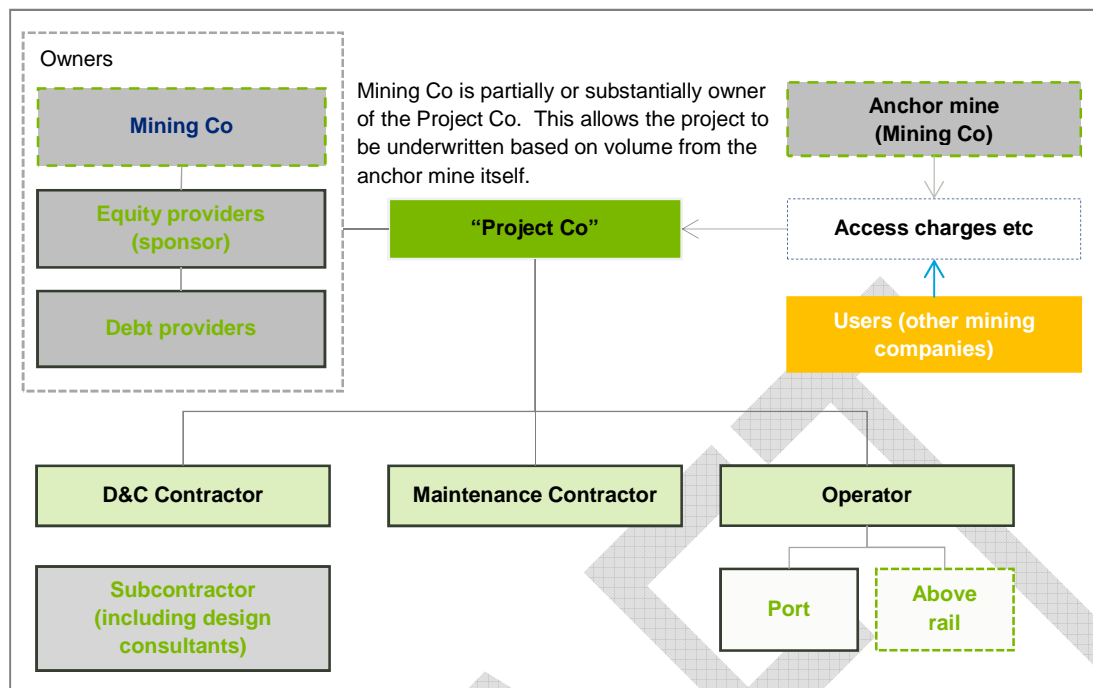 Owners
Mining Co
Equity providers
(sponsor)
Debt providers
Mining Co is partially or substantially owner
of the Project Co.  This allows the project to
be underwritten based on volume from the
anchor mine itself.
“Project Co”
Anchor mine
(Mining Co)
Access charges etc
Users (other mining
companies)
D&C Contractor
Maintenance Contractor
Operator
Subcontractor
(including design
consultants)
Port
Above
rail